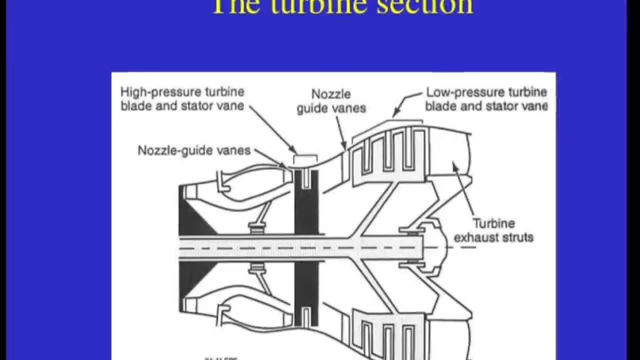 The turbine section
High-pressure turbine
blade and stator vane
Nozzle
guide vanes
Low-pressure turbine
blade and stator vane
Nozzle-guide vanes
Turbine
exhaust struts